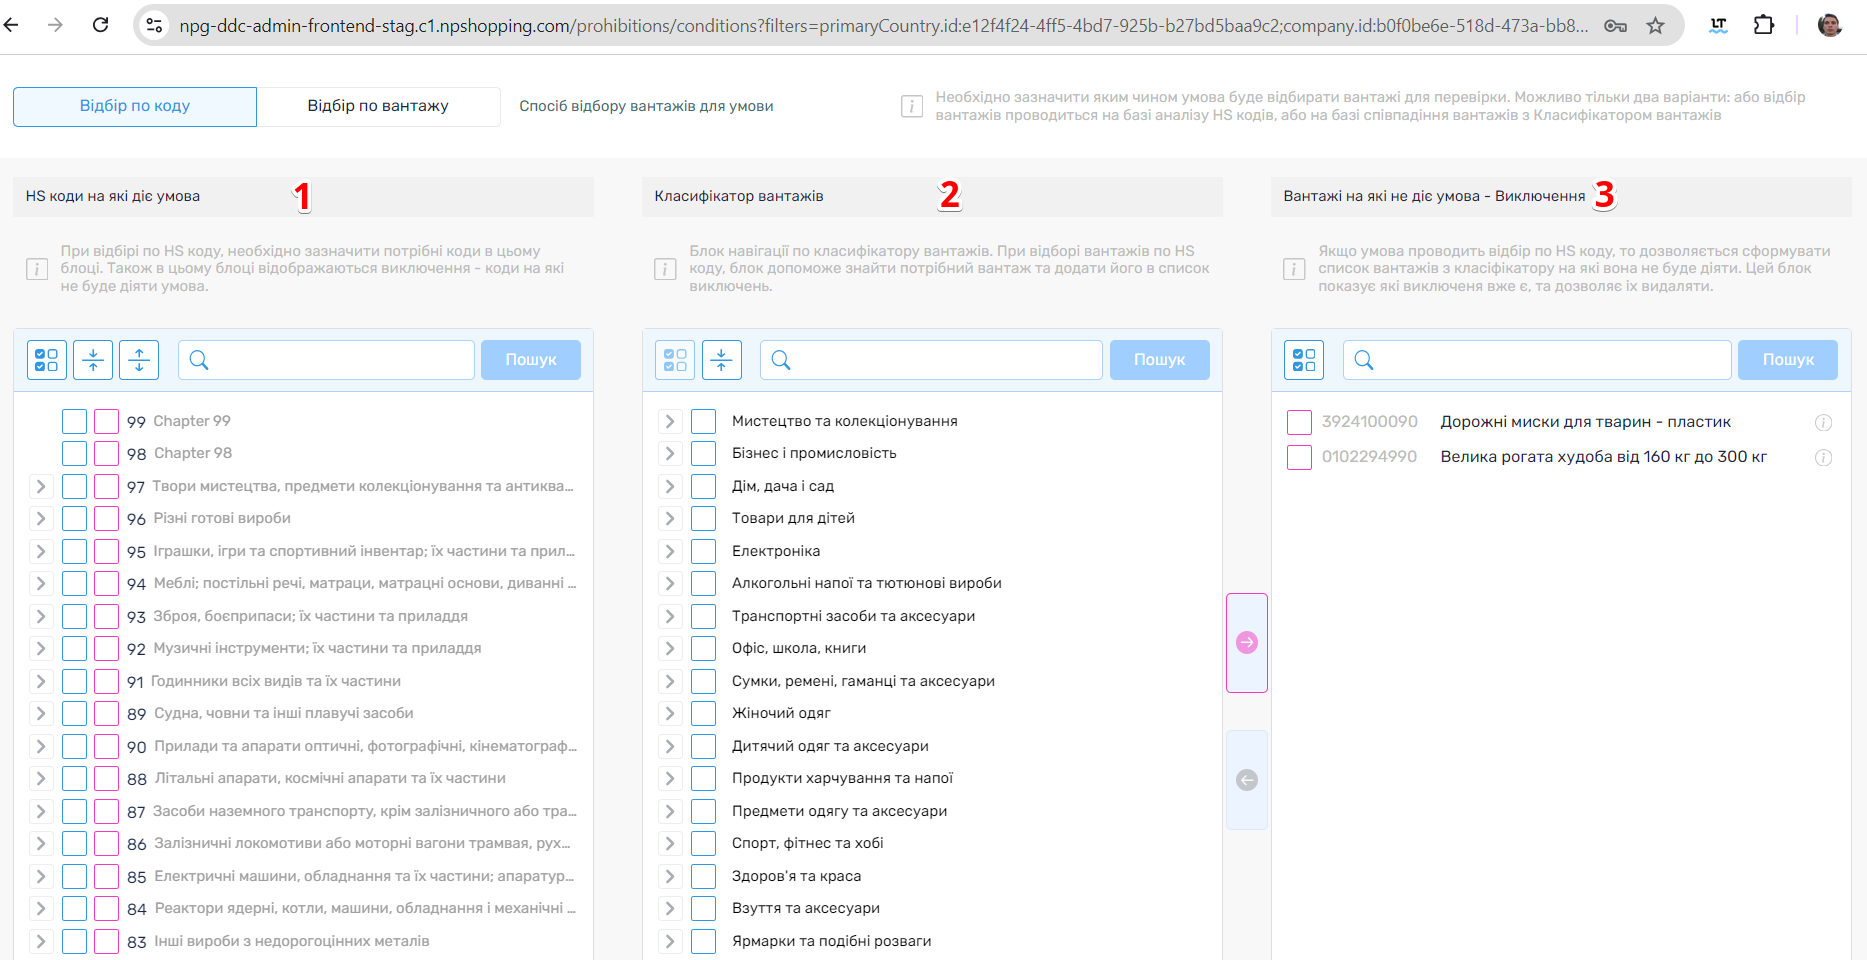 npg-ddc-admin-frontend-stag.c1.npshopping.com/prohibitions/conditions?filters=primaryCountry.id:e12f4f24-4ff5-4bd7-925b-b27bd5baa9c2;company.id:b0f0be6e-518d-473a-bb8...
LT
Відбір по коду
Відбір по вантажу
Спосіб відбору вантажів для умови
Необхідно зазначити яким чином умова буде відбирати вантажі для перевірки. Можливо тільки два варіанти: або відбір
вантажів проводиться на базі аналізу HS кодів, або на базі співпадіння вантажів з Класифікатором вантажів
HS коди на які діє умова
1
При відбірі по HS коду, необхідно зазначити потрібні коди в цьому
блоці. Також в цьому блоці відображаються виключення - коди на які
не буде діяти умова.
Пошук
99 Chapter 99
98 Chapter 98
97 Твори мистецтва, предмети колекціонування та антиква...
96 Різні готові вироби
95 Іграшки, ігри та спортивний інвентар; їх частини та прил...
94 Меблі; постільні речі, матраци, матрацні основи, диванні ...
93 Зброя, боєприпаси; їх частини та приладдя
92 Музичні інструменти; їх частини та приладдя
91 Годинники всіх видів та їх частини
89 Судна, човни та інші плавучі засоби
90 Прилади та апарати оптичні, фотографічні, кінематограф...
88 Літальні апарати, космічні апарати та їх частини
87 Засоби наземного транспорту, крім залізничного або тра...
86 Залізничні локомотиви або моторні вагони трамвая, рух...
85 Електричні машини, обладнання та їх частини; апаратур...
84 Реактори ядерні, котли, машини, обладнання і механічні ...
83 Інші вироби з недорогоцінних металів
Класифікатор вантажів
2
Блок навігації по класифікатору вантажів. При відборі вантажів по HS
коду, блок допоможе знайти потрібний вантаж та додати його в список
виключень.
Пошук
Мистецтво та колекціонування
Бізнес і промисловість
Дім, дача і сад
Товари для дітей
Електроніка
Алкогольні напої та тютюнові вироби
Транспортні засоби та аксесуари
Офіс, школа, книги
Сумки, ремені, гаманці та аксесуари
Жіночий одяг
Дитячий одяг та аксесуари
Продукти харчування та напої
Предмети одягу та аксесуари
Спорт, фітнес та хобі
Здоров'я та краса
Взуття та аксесуари
Ярмарки та подібні розваги
Вантажі на які не діє умова - Виключення
3
Якщо умова проводить відбір по HS коду, то дозволяється сформувати
список вантажів з класіфікатору на які вона не буде діяти. Цей блок
показує які виключеня вже є, та дозволяє їх видаляти.
Пошук
3924100090 Дорожні миски для тварин - пластик
0102294990 Велика рогата худоба від 160 кг до 300 кг